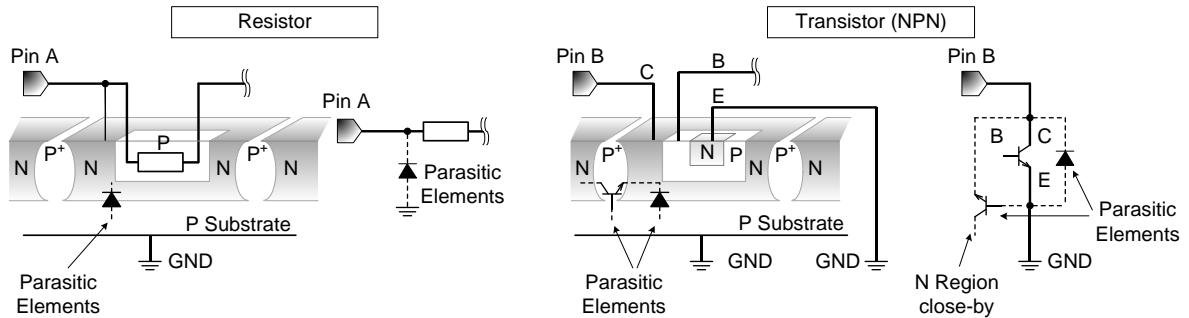 Resistor
Transistor (NPN)
Pin A
Pin B
C
B
E
Pin B
Pin A
N
P+
N
P
N
P+
N
N
P+
N
N
P
P+
N
B
C
E
Parasitic
Elements
P Substrate
GND
Parasitic
Elements
P Substrate
GND
GND
Parasitic
Elements
Parasitic
Elements
GND
N Region
close-by